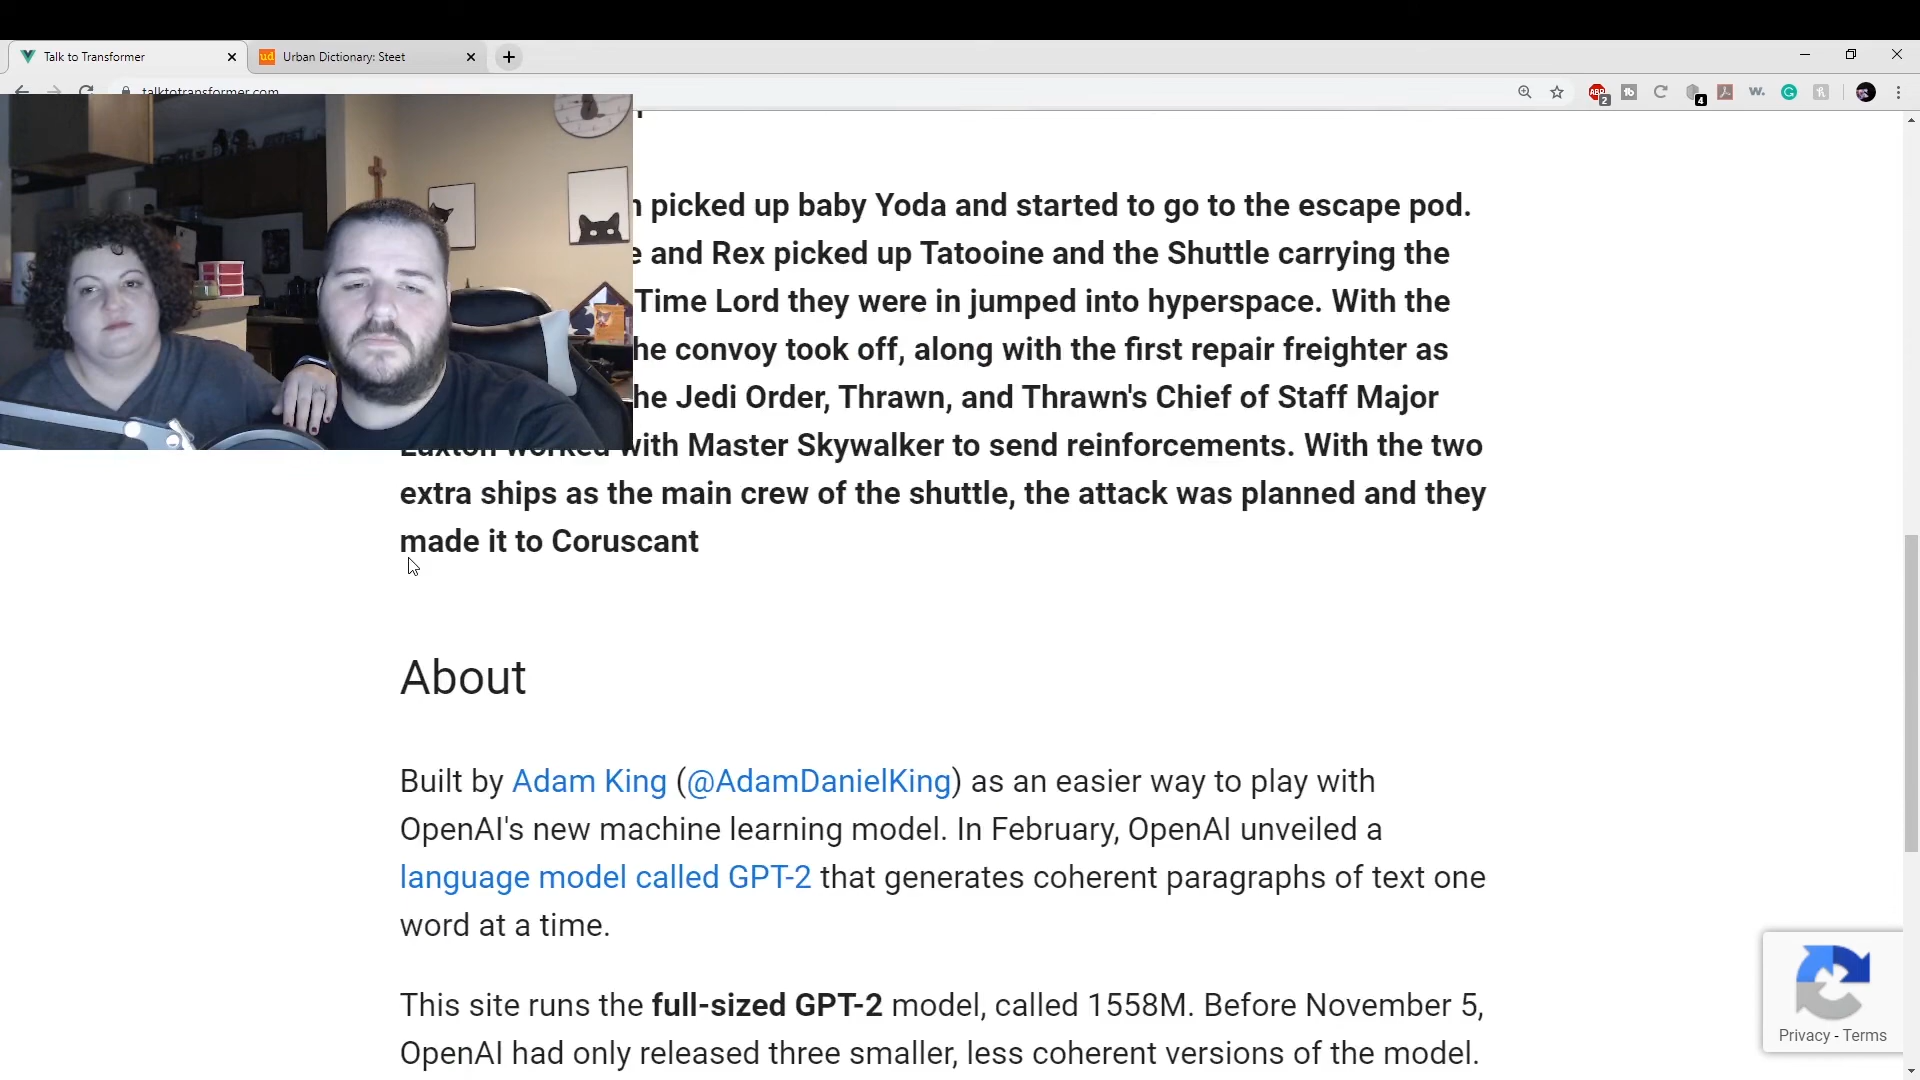 Talk to Transformer
ud Urban Dictionary: Steet
talktotransformer.com
picked up baby Yoda and started to go to the escape pod.
and Rex picked up Tatooine and the Shuttle carrying the
Time Lord they were in jumped into hyperspace. With the
convoy took off, along with the first repair freighter as
Jedi Order, Thrawn, and Thrawn's Chief of Staff Major
worked with Master Skywalker to send reinforcements. With the two
extra ships as the main crew of the shuttle, the attack was planned and they
made it to Coruscant
About
Built by Adam King (@AdamDanielKing) as an easier way to play with
OpenAI's new machine learning model. In February, OpenAI unveiled a
language model called GPT-2 that generates coherent paragraphs of text one
word at a time.
This site runs the full-sized GPT-2 model, called 1558M. Before November 5,
OpenAI had only released three smaller, less coherent versions of the model.
Privacy - Terms